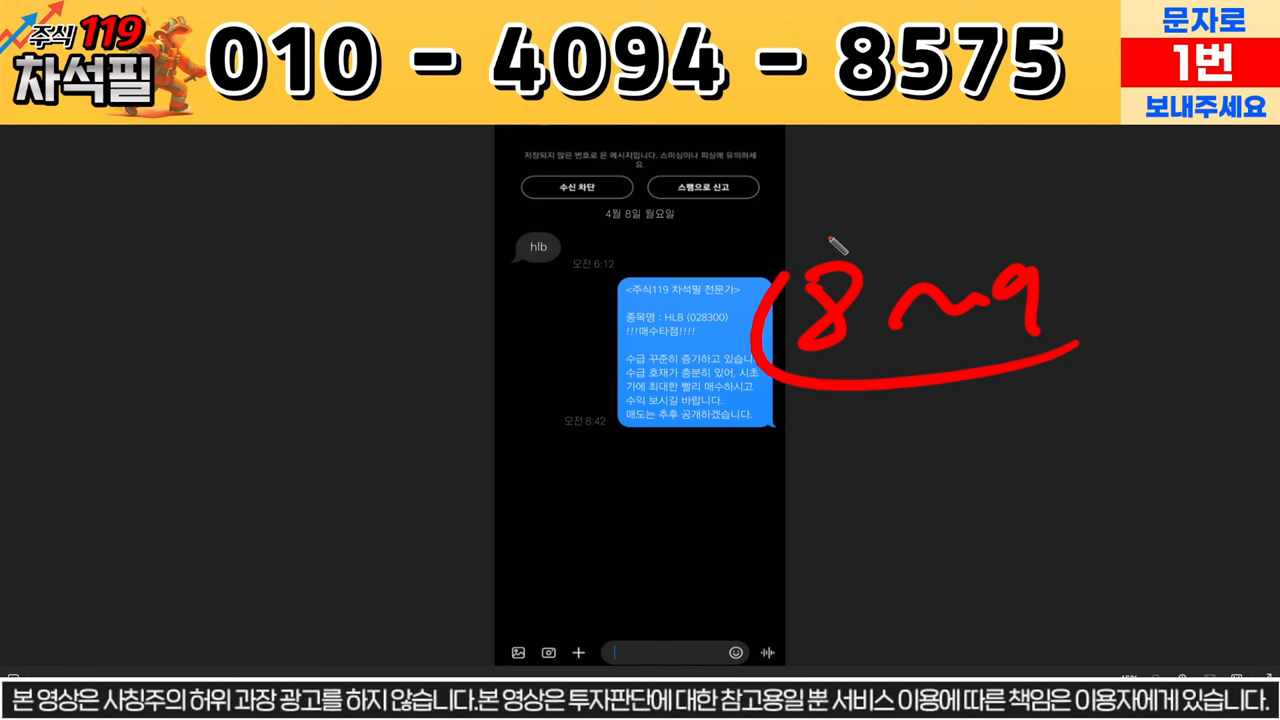 주식 119
차석필
010 - 4094 - 8575
문자로
1번
보내주세요
저장되지 않은 번호로 온 메시지입니다. 스미싱이나 피싱에 유의하세
요.
수신 차단
스팸으로 신고
4월 8일 월요일
hlb
오전 6:12
<주식119 차석필 전문가>
종목명 : HLB (028300)
!!!매수타점!!!!
수급 꾸준히 증가하고 있습니
수급 호재가 충분히 있어, 시초
가에 최대한 빨리 매수하시고
수익 보시길 바랍니다.
매도는 추후 공개하겠습니다.
오전 8:42
8~9
본 영상은 사칭주의 허위 과장 광고를 하지 않습니다.본 영상은 투자판단에 대한 참고용일 뿐 서비스 이용에 따른 책임은 이용자에게 있습니다.